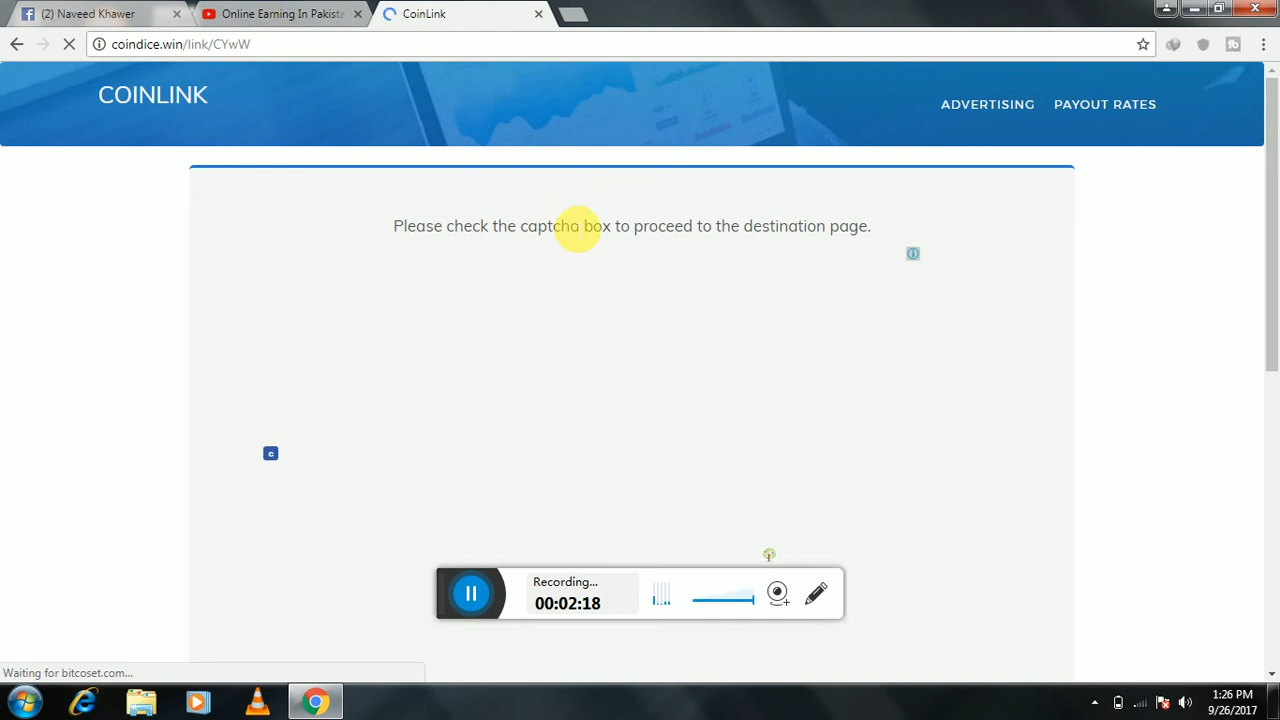 (2) Naveed Khawer
Online Earning In Pakista
CoinLink
coindice.win/link/CYwW
COINLINK
ADVERTISING
PAYOUT RATES
Please check the captcha box to proceed to the destination page.
c
Recording...
00:02:18
Waiting for bitcoset.com...
1:26 PM
9/26/2017